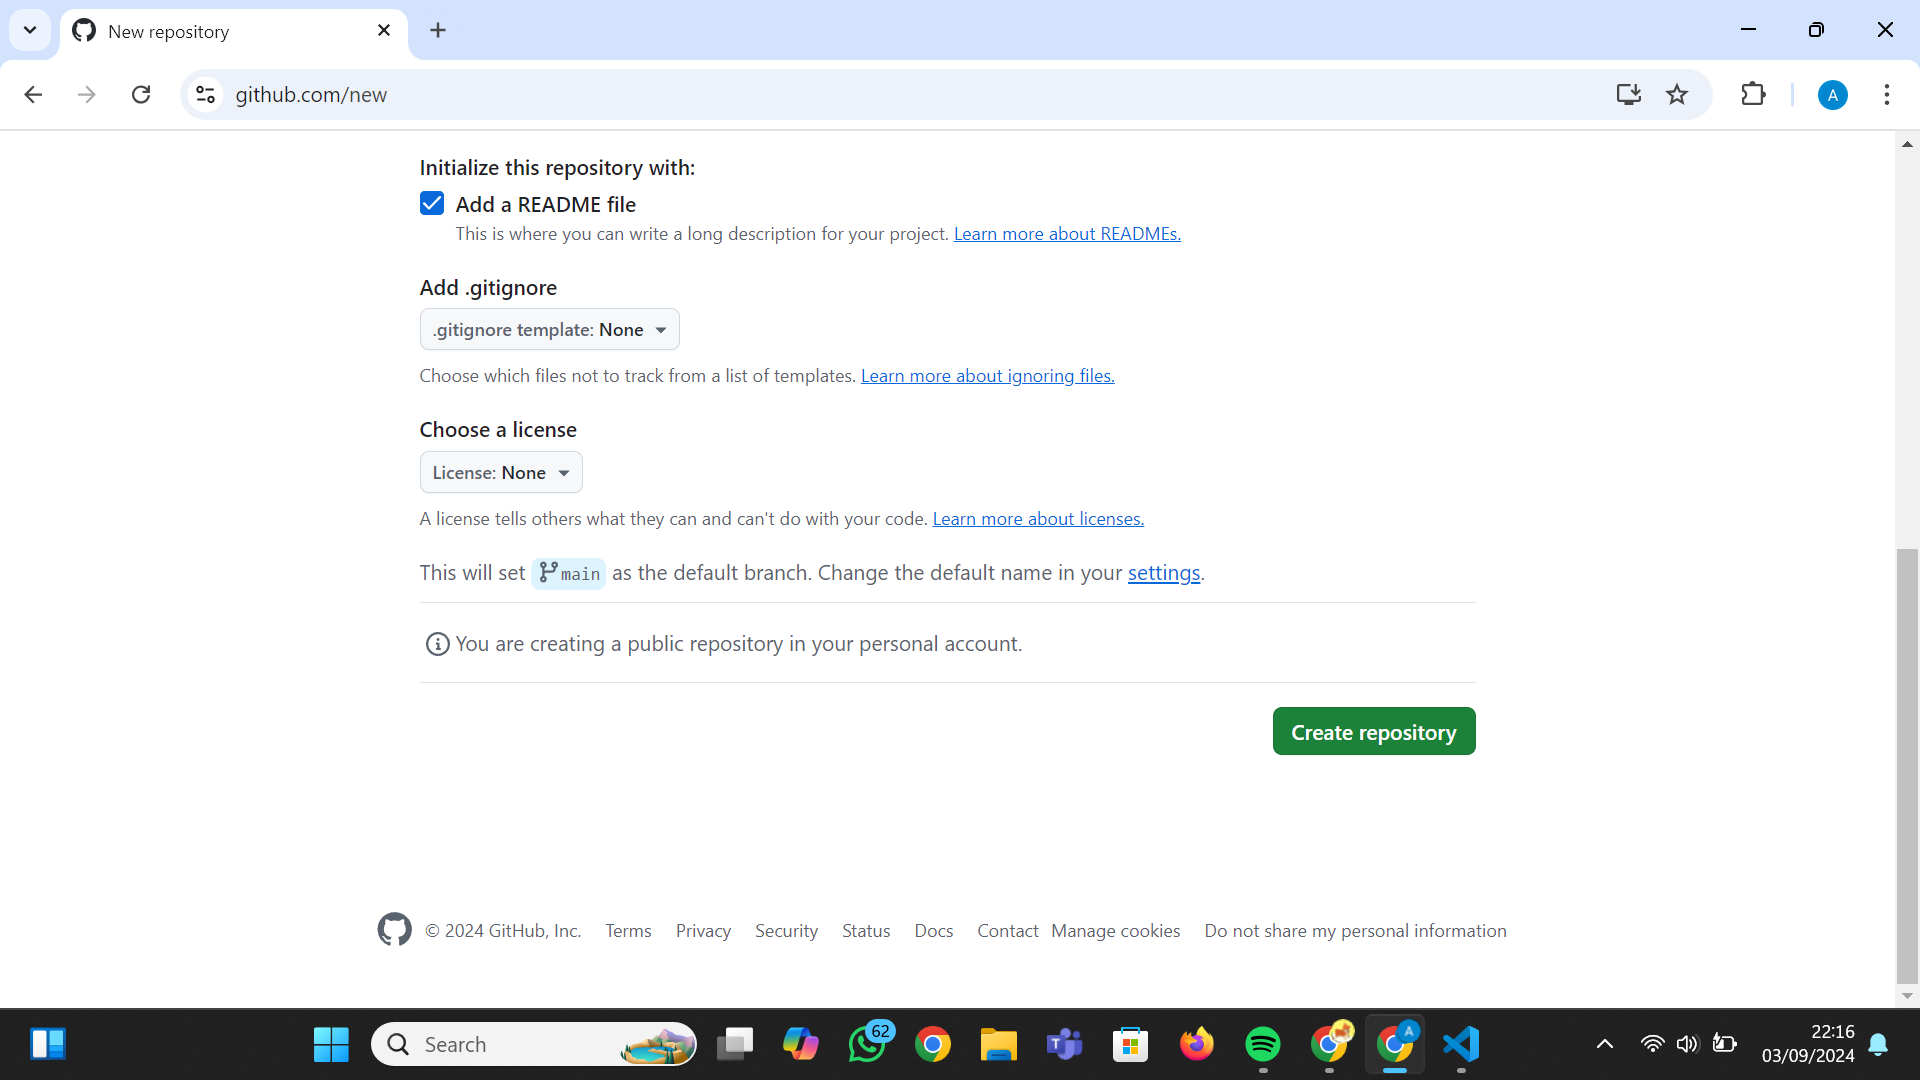 New repository
github.com/new
A
Initialize this repository with:
Add a README file
This is where you can write a long description for your project. Learn more about READMEs.
Add .gitignore
.gitignore template: None
Choose which files not to track from a list of templates. Learn more about ignoring files.
Choose a license
License: None
A license tells others what they can and can't do with your code. Learn more about licenses.
This will set main as the default branch. Change the default name in your settings.
You are creating a public repository in your personal account.
Create repository
© 2024 GitHub, Inc. Terms Privacy Security Status Docs Contact Manage cookies Do not share my personal information
Search
62
A
22:16
03/09/2024